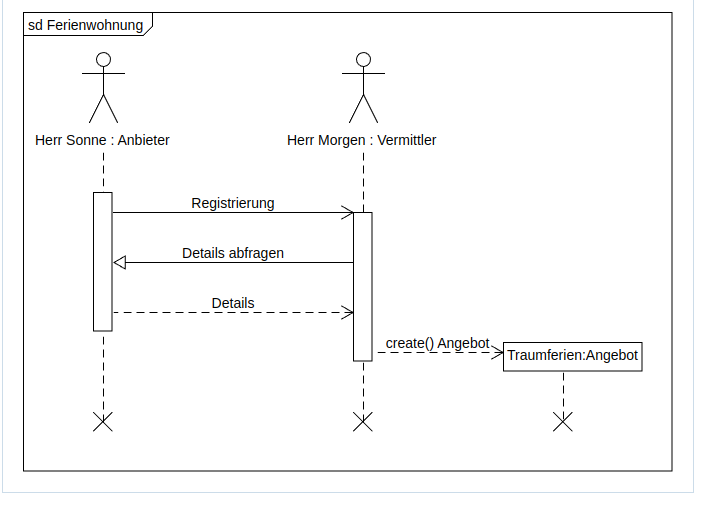 sd Ferienwohnung
Herr Sonne : Anbieter
Herr Morgen : Vermittler
Registrierung
Details abfragen
Details
create() Angebot
Traumferien:Angebot